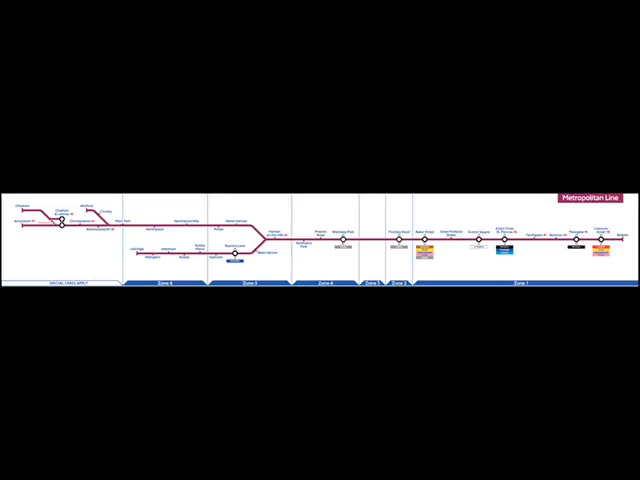 Metropolitan Line
Chesham
Watford
Croxley
Amersham
Chorleywood
Moor Park
Rickmansworth
Northwood
Northwood Hills
Pinner
North Harrow
Harrow-
on-the-Hill
Northwick
Park
Preston
Road
Wembley Park
Finchley Road
Baker Street
Great Portland
Street
Euston Square
King's Cross
St. Pancras
Farringdon
Barbican
Moorgate
Liverpool
Street
Aldgate
Uxbridge
Hillingdon
Ickenham
Ruislip
Ruislip
Manor
Eastcote
Rayners Lane
West Harrow
SPECIAL FARES APPLY
Zone 6
Zone 5
Zone 4
Zone 3
Zone 2
Zone 1